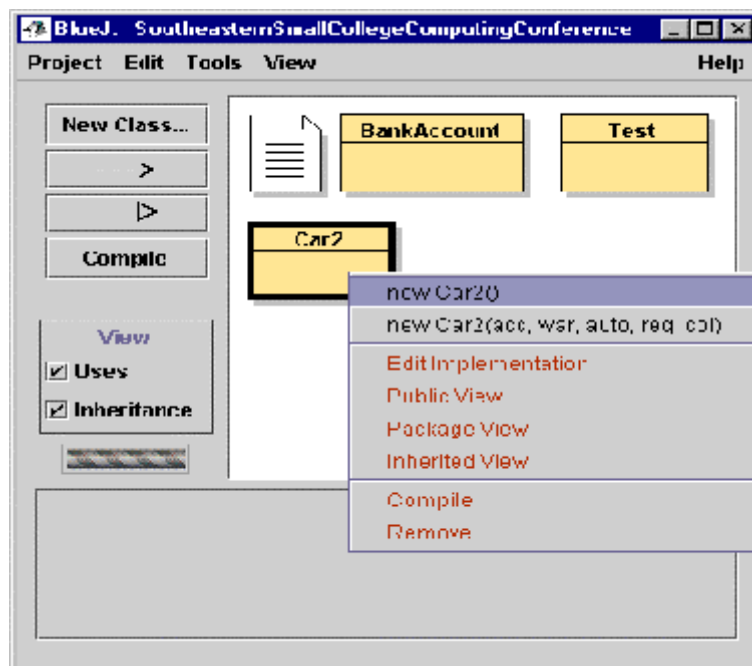 BlueJ. SoutheasternSmallCollegeComputingConference
Project Edit Tools View Help
New Class...
>
|>
Compile
View
Uses
Inheritance
BankAccount
Test
Car2
new Car2()
new Car2(acc, war, auto, req, col)
Edit Implementation
Public View
Package View
Inherited View
Compile
Remove